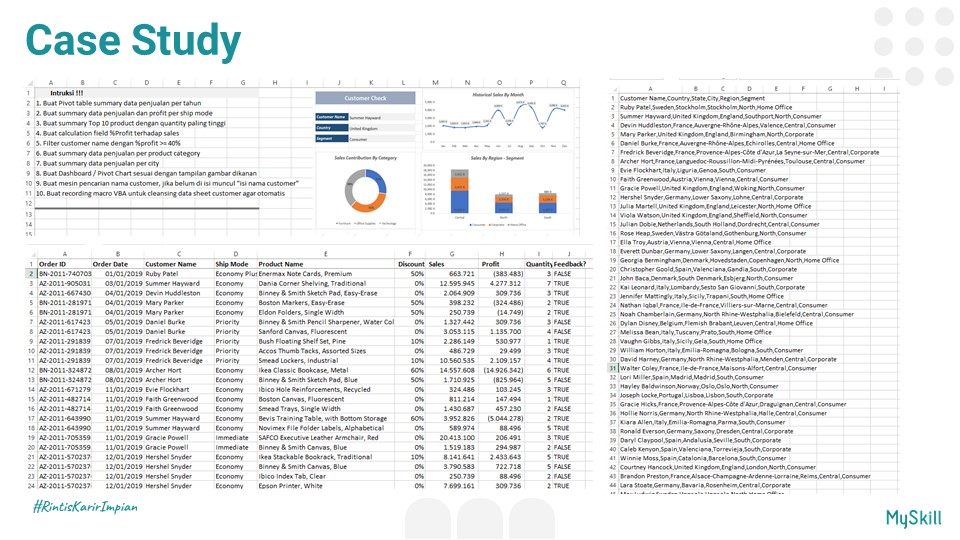 Case Study
A B C D E F G H I J K L M N O P Q
1 Intruksi !!!
2 1. Buat Pivot table summary data penjualan per tahun
3 2. Buat summary data penjualan dan profit per ship mode
4 3. Buat summary Top 10 product dengan quantity paling tinggi
5 4. Buat calculation field %Profit terhadap sales
6 5. Filter customer name dengan %profit >= 40%
7 6. Buat summary data penjualan per product category
8 7. Buat summary data penjualan per city
9 8. Buat Dashboard / Pivot Chart sesuai dengan tampilan gambar dikanan
10 9. Buat mesin pencarian nama customer, jika belum di isi muncul "isi nama customer"
11 10. Buat recording macro VBA untuk cleansing data sheet customer agar otomatis
12
13
14
15
Customer Check
Customer Name Summer Hayward
Country United Kingdom
Segment Consumer
Historical Sales By Month
Sales Contribution By Category
Furniture Office Supplies Technology
Sales By Region - Segment
Central North South
Consumer Corporate Home Office
A B C D E F G H I J
1 Order ID Order Date Customer Name Ship Mode Product Name Discount Sales Profit Quantity Feedback?
2 BN-2011-740703 01/01/2019 Ruby Patel Economy Plus Enermax Note Cards, Premium 50% 663.721 (383.483) 3 FALSE
3 AZ-2011-905031 03/01/2019 Summer Hayward Economy Dania Corner Shelving, Traditional 0% 12.595.945 4.277.312 7 TRUE
4 AZ-2011-667430 04/01/2019 Devin Huddleston Economy Binney & Smith Sketch Pad, Easy-Erase 0% 2.064.909 309.736 3 TRUE
5 BN-2011-281971 04/01/2019 Mary Parker Economy Boston Markers, Easy-Erase 50% 398.232 (324.486) 2 TRUE
6 BN-2011-281971 04/01/2019 Mary Parker Economy Eldon Folders, Single Width 50% 250.739 (14.749) 2 TRUE
7 AZ-2011-617423 05/01/2019 Daniel Burke Priority Binney & Smith Pencil Sharpener, Water Col 0% 1.327.442 309.736 3 FALSE
8 AZ-2011-617423 05/01/2019 Daniel Burke Priority Sanford Canvas, Fluorescent 0% 3.053.115 1.135.700 4 FALSE
9 AZ-2011-291839 07/01/2019 Fredrick Beveridge Priority Bush Floating Shelf Set, Pine 10% 2.286.149 530.977 1 TRUE
10 AZ-2011-291839 07/01/2019 Fredrick Beveridge Priority Accos Thumb Tacks, Assorted Sizes 0% 486.729 29.499 3 TRUE
11 AZ-2011-291839 07/01/2019 Fredrick Beveridge Priority Smead Lockers, Industrial 10% 10.560.535 2.109.157 4 TRUE
12 BN-2011-324872 08/01/2019 Archer Hort Economy Ikea Classic Bookcase, Metal 60% 14.557.608 (14.926.342) 6 TRUE
13 BN-2011-324872 08/01/2019 Archer Hort Economy Binney & Smith Sketch Pad, Blue 50% 1.710.925 (825.964) 5 FALSE
14 AZ-2011-671279 11/01/2019 Evie Flockhart Economy Ibico Hole Reinforcements, Recycled 0% 324.486 103.245 3 TRUE
15 AZ-2011-482714 11/01/2019 Faith Greenwood Economy Boston Canvas, Fluorescent 0% 811.214 147.494 1 TRUE
16 AZ-2011-482714 11/01/2019 Faith Greenwood Economy Smead Trays, Single Width 0% 1.430.687 457.230 2 FALSE
17 AZ-2011-643990 11/01/2019 Summer Hayward Economy Bevis Training Table, with Bottom Storage 60% 3.952.826 (5.044.278) 2 TRUE
18 AZ-2011-643990 11/01/2019 Summer Hayward Economy Novimex File Folder Labels, Alphabetical 0% 589.974 88.496 5 TRUE
19 AZ-2011-705359 11/01/2019 Gracie Powell Immediate SAFCO Executive Leather Armchair, Red 0% 20.413.100 206.491 3 TRUE
20 AZ-2011-705359 11/01/2019 Gracie Powell Immediate Binney & Smith Canvas, Blue 0% 1.519.183 294.987 2 FALSE
21 AZ-2011-570237 12/01/2019 Hershel Snyder Economy Ikea Stackable Bookrack, Traditional 10% 8.141.641 2.433.643 5 TRUE
22 AZ-2011-570237 12/01/2019 Hershel Snyder Economy Binney & Smith Canvas, Blue 0% 3.790.583 722.718 5 TRUE
23 AZ-2011-570237 12/01/2019 Hershel Snyder Economy Ibico Index Tab, Clear 0% 750.742 88.496 5 FALSE
24 AZ-2011-570237 12/01/2019 Hershel Snyder Economy Epson Printer, White 0% 7.699.161 309.736 2 TRUE
A B C D E F G H I
1 Customer Name,Country,State,City,Region,Segment
2 Ruby Patel,Sweden,Stockholm,Stockholm,North,Home Office
3 Summer Hayward,United Kingdom,England,Southport,North,Consumer
4 Devin Huddleston,France,Auvergne-Rhône-Alpes,Valence,Central,Consumer
5 Mary Parker,United Kingdom,England,Birmingham,North,Corporate
6 Daniel Burke,France,Auvergne-Rhône-Alpes,Echirolles,Central,Home Office
7 Fredrick Beveridge,France,Provence-Alpes-Côte d'Azur,La Seyne-sur-Mer,Central,Corporate
8 Archer Hort,France,Languedoc-Roussillon-Midi-Pyrénées,Toulouse,Central,Consumer
9 Evie Flockhart,Italy,Liguria,Genoa,South,Consumer
10 Faith Greenwood,Austria,Vienna,Vienna,Central,Consumer
11 Gracie Powell,United Kingdom,England,Woking,North,Consumer
12 Hershel Snyder,Germany,Lower Saxony,Lohne,Central,Corporate
13 Julia Martell,United Kingdom,England,Leicester,North,Home Office
14 Viola Watson,United Kingdom,England,Sheffield,North,Consumer
15 Julian Dobie,Netherlands,South Holland,Dordrecht,Central,Consumer
16 Rose Heap,Sweden,Västra Götaland,Gothenburg,North,Consumer
17 Ella Troy,Austria,Vienna,Vienna,Central,Home Office
18 Everett Dunbar,Germany,Lower Saxony,Langen,Central,Corporate
19 Georgia Birmingham,Denmark,Hovedstaden,Copenhagen,North,Home Office
20 Christopher Goold,Spain,Valenciana,Gandia,South,Corporate
21 John Baca,Denmark,South Denmark,Esbjerg,North,Consumer
22 Kai Leonard,Italy,Lombardy,Sesto San Giovanni,South,Corporate
23 Jennifer Mattingly,Italy,Sicily,Trapani,South,Home Office
24 Nathan Iqbal,France,Ile-de-France,Villiers-sur-Marne,Central,Consumer
25 Noah Chamberlain,Germany,North Rhine-Westphalia,Bielefeld,Central,Consumer
26 Dylan Disney,Belgium,Flemish Brabant,Leuven,Central,Home Office
27 Melissa Bean,Italy,Tuscany,Prato,South,Home Office
28 Vaughn Gibbs,Italy,Sicily,Gela,South,Home Office
29 William Horton,Italy,Emilia-Romagna,Bologna,South,Consumer
30 David Harney,Germany,North Rhine-Westphalia,Menden,Central,Corporate
31 Walter Coley,France,Ile-de-France,Maisons-Alfort,Central,Consumer
32 Lori Miller,Spain,Madrid,Madrid,South,Consumer
33 Hayley Baldwinson,Norway,Oslo,Oslo,North,Consumer
34 Joseph Locke,Portugal,Lisboa,Lisbon,South,Corporate
35 Gracie Hicks,France,Provence-Alpes-Côte d'Azur,Draguignan,Central,Consumer
36 Hollie Norris,Germany,North Rhine-Westphalia,Halle,Central,Consumer
37 Kiara Allen,Italy,Emilia-Romagna,Parma,South,Consumer
38 Ronald Everson,Germany,Saxony,Dresden,Central,Corporate
39 Daryl Claypool,Spain,Andalusia,Seville,South,Corporate
40 Caleb Kenyon,Spain,Valenciana,Torrevieja,South,Corporate
41 Winnie Moss,Spain,Catalonia,Barcelona,South,Consumer
42 Courtney Hancock,United Kingdom,England,London,North,Consumer
43 Brandon Preston,France,Alsace-Champagne-Ardenne-Lorraine,Reims,Central,Consumer
44 Lara Stoate,Germany,Bavaria,Rosenheim,Central,Corporate
#RintisKarirImpian
MySkill